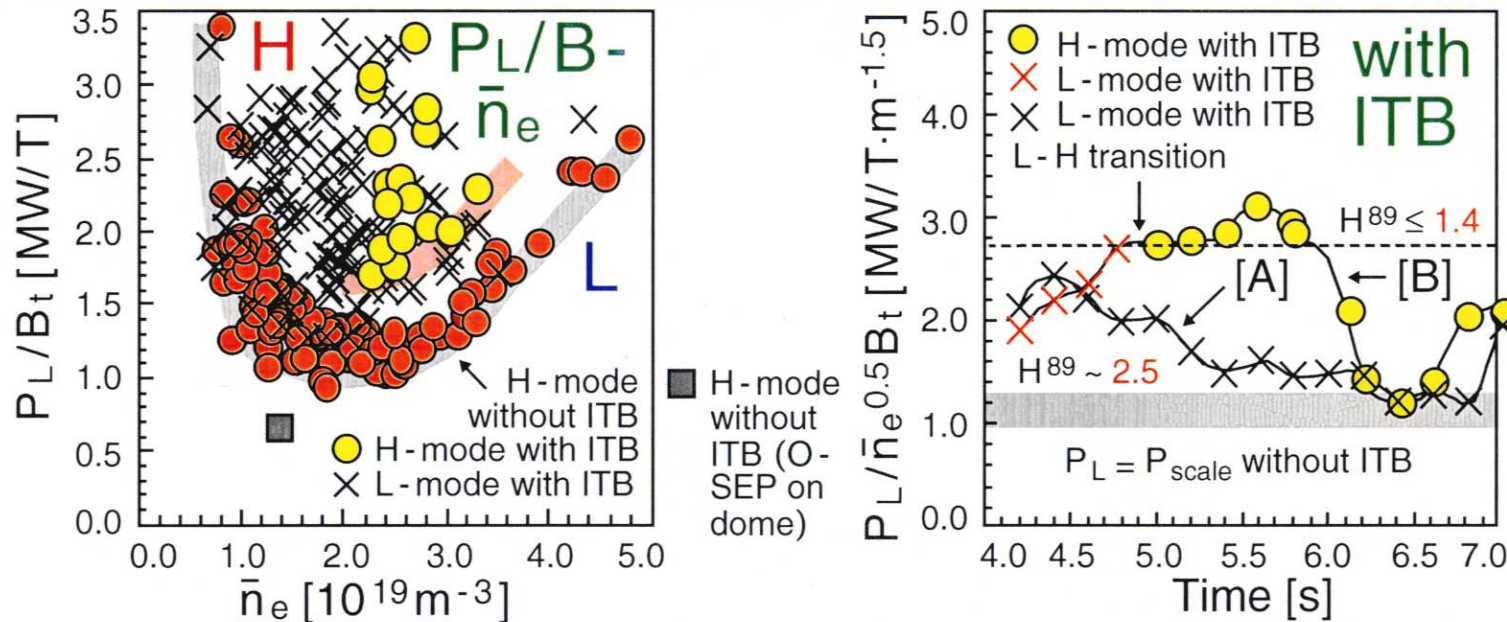 3.5
3.0
2.5
2.0
1.5
1.0
0.5
0.0
P_L/B_t [MW/T]
H
P_L/B-
n̄_e
L
H-mode
without ITB
H-mode with ITB
L-mode with ITB
0.0 1.0 2.0 3.0 4.0 5.0
n̄_e [10^19 m^-3]
H-mode
without
ITB (O-
SEP on
dome)
5.0
4.0
3.0
2.0
1.0
0.0
P_L/n̄_e^0.5 B_t [MW/T·m^-1.5]
H-mode with ITB
L-mode with ITB
L-mode with ITB
L-H transition
with
ITB
H^89 ≤ 1.4
[A]
[B]
H^89 ~ 2.5
P_L = P_scale without ITB
4.0 4.5 5.0 5.5 6.0 6.5 7.0
Time [s]